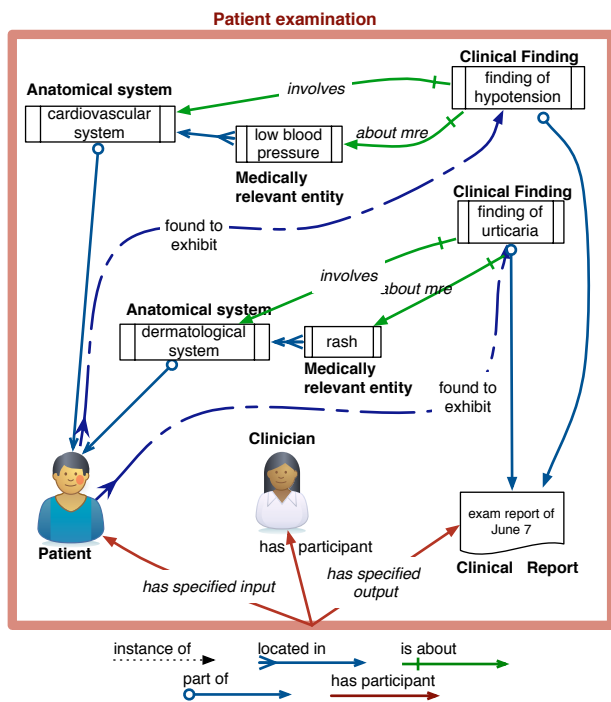 Patient examination
Clinical Finding
finding of
hypotension
Anatomical system
cardiovascular
system
involves
low blood
pressure
about mre
Medically
relevant entity
Clinical Finding
finding of
urticaria
found to
exhibit
involves
about mre
Anatomical system
dermatological
system
rash
Medically
relevant entity
found to
exhibit
Clinician
Patient
exam report of
June 7
Clinical Report
has participant
has specified input
has specified
output
instance of
located in
is about
part of
has participant